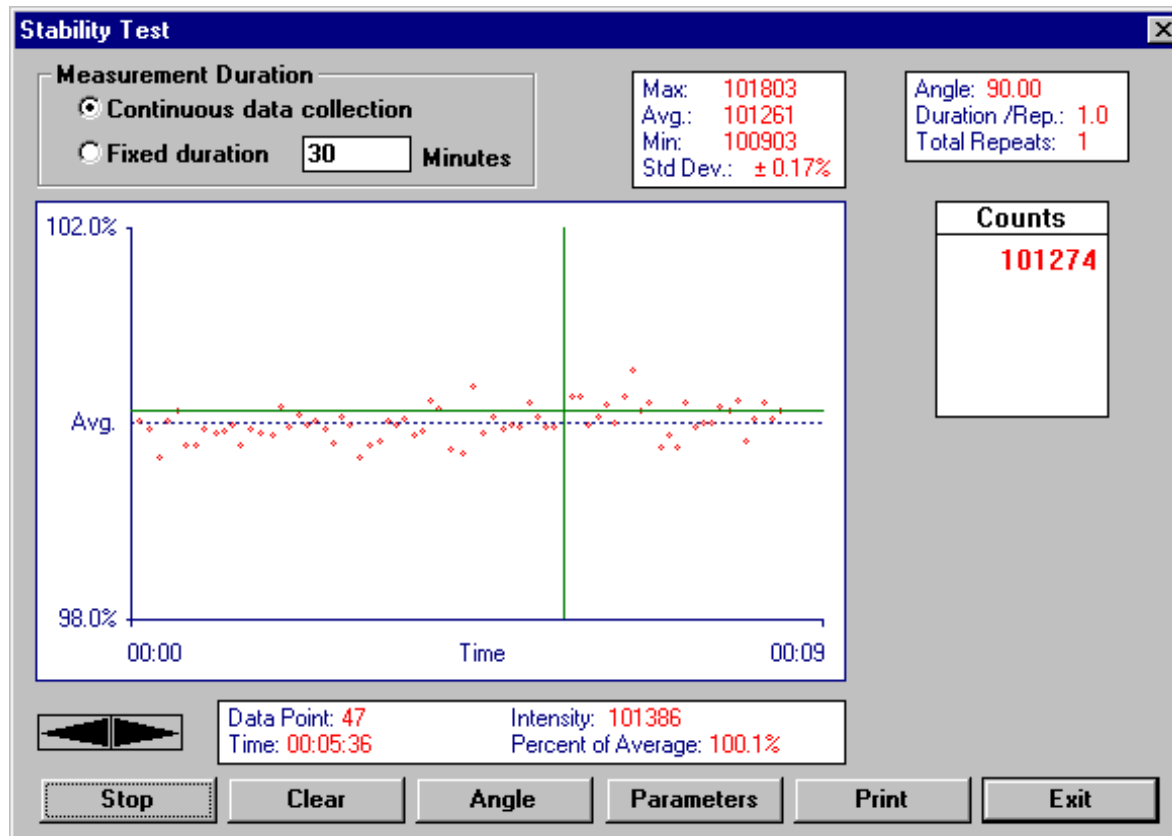 Stability Test
Measurement Duration
Continuous data collection
Fixed duration 30 Minutes
Max: 101803
Avg.: 101261
Min: 100903
Std Dev.: ± 0.17%
Angle: 90.00
Duration /Rep.: 1.0
Total Repeats: 1
102.0%
Avg.
98.0%
00:00 Time 00:09
Counts
101274
Data Point: 47 Intensity: 101386
Time: 00:05:36 Percent of Average: 100.1%
Stop Clear Angle Parameters Print Exit